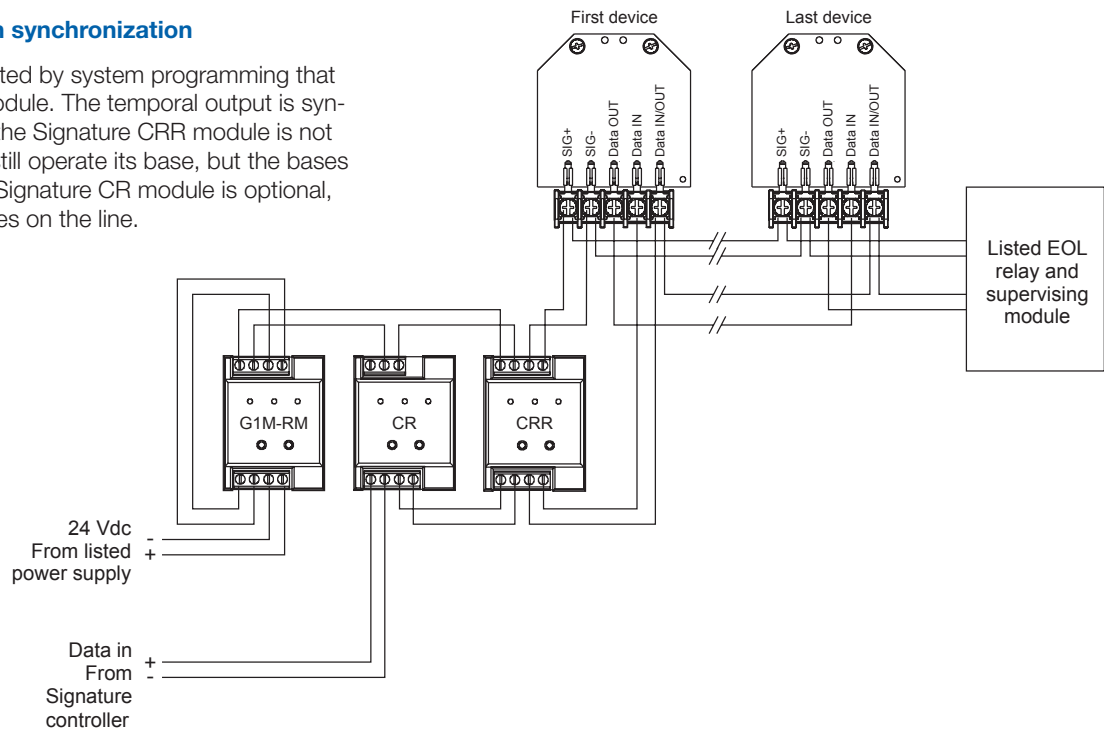 n synchronization
ted by system programming that
odule. The temporal output is syn-
the Signature CRR module is not
still operate its base, but the bases
Signature CR module is optional,
es on the line.
First device
Last device
SIG+
SIG-
Data OUT
Data IN
Data IN/OUT
SIG+
SIG-
Data OUT
Data IN
Data IN/OUT
Listed EOL
relay and
supervising
module
G1M-RM
CR
CRR
24 Vdc -
From listed +
power supply
Data in +
From -
Signature
controller